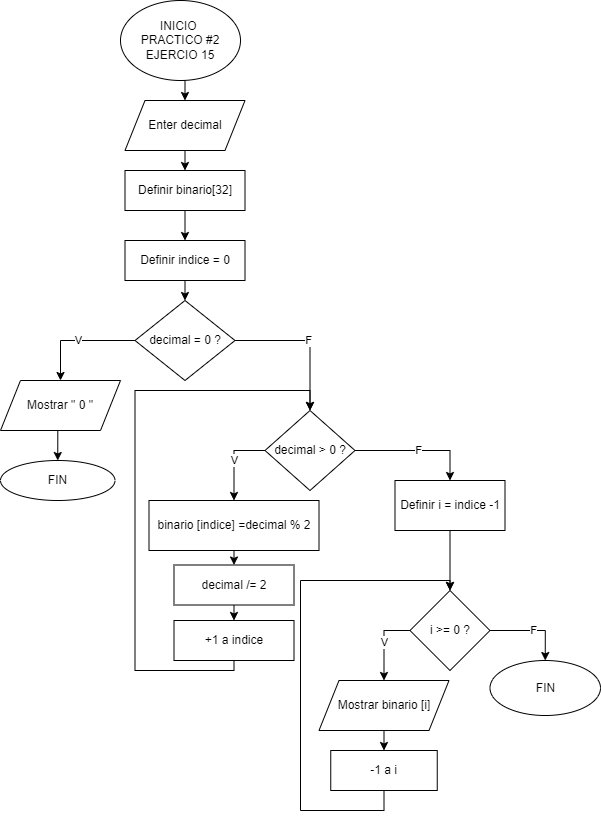 INICIO
PRACTICO #2
EJERCIO 15
Enter decimal
Definir binario[32]
Definir indice = 0
decimal = 0 ?
V
F
Mostrar " 0 "
FIN
decimal > 0 ?
V
F
binario [indice] =decimal % 2
decimal /= 2
+1 a indice
Definir i = indice -1
i >= 0 ?
V
F
Mostrar binario [i]
-1 a i
FIN